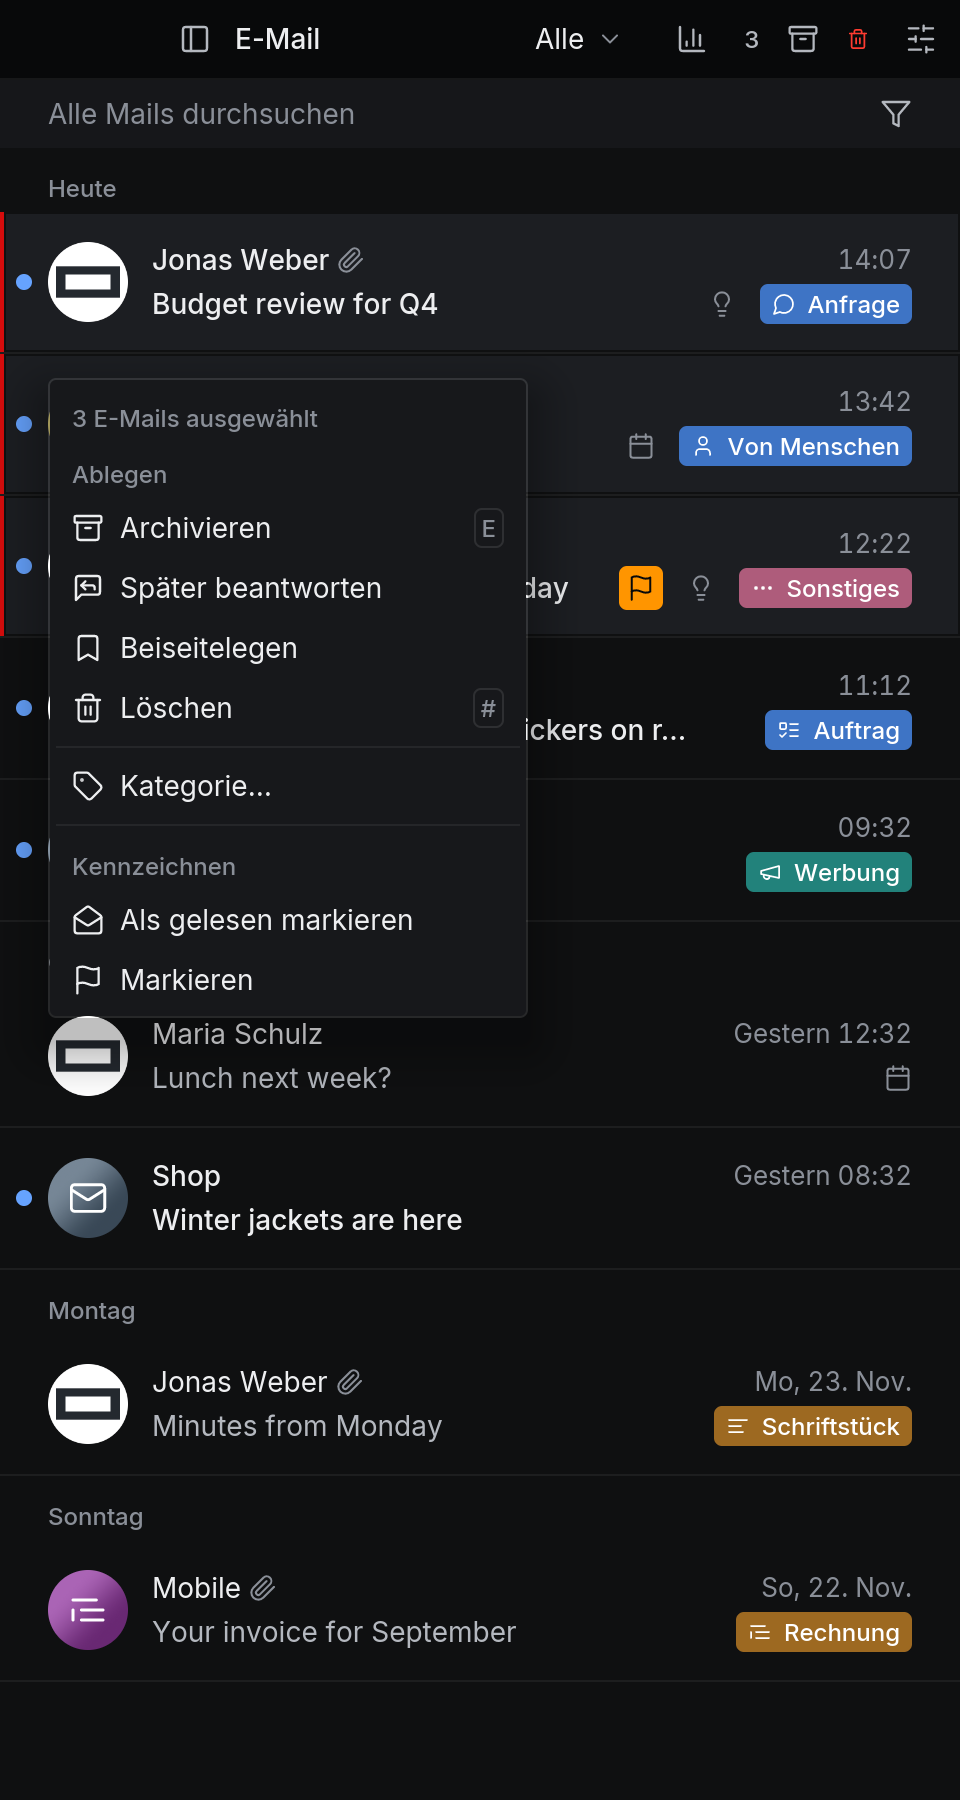 E-Mail Alle 3
Alle Mails durchsuchen
Heute
Jonas Weber 14:07
Budget review for Q4 Anfrage
13:42
Von Menschen
12:22
day Sonstiges
11:12
ickers on r... Auftrag
09:32
Werbung
3 E-Mails ausgewählt
Ablegen
Archivieren E
Später beantworten
Beiseitelegen
Löschen #
Kategorie...
Kennzeichnen
Als gelesen markieren
Markieren
Maria Schulz Gestern 12:32
Lunch next week?
Shop Gestern 08:32
Winter jackets are here
Montag
Jonas Weber Mo, 23. Nov.
Minutes from Monday Schriftstück
Sonntag
Mobile So, 22. Nov.
Your invoice for September Rechnung